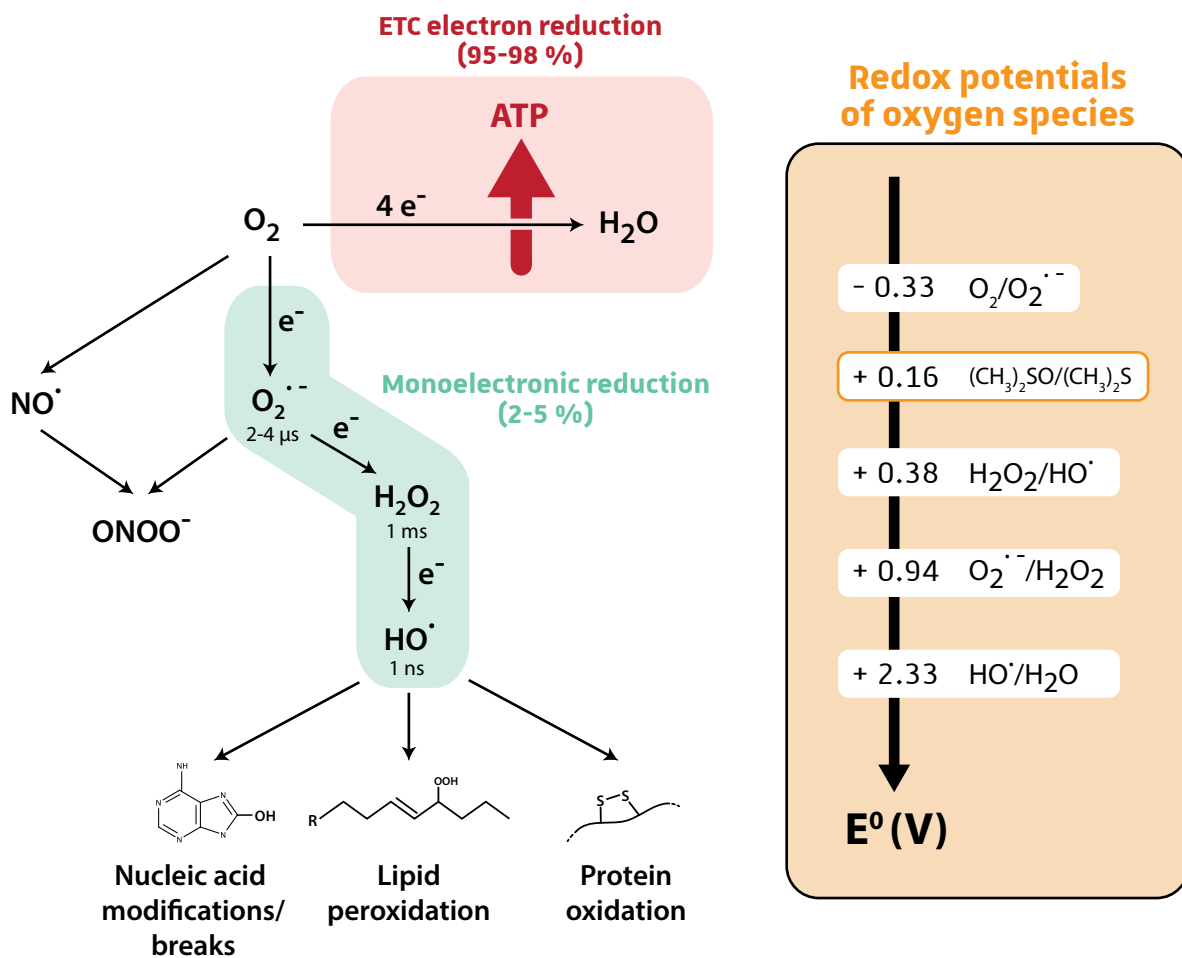 ETC electron reduction
(95-98 %)
ATP
O₂
4 e⁻
H₂O
e⁻
Monoelectronic reduction
(2-5 %)
NO˙
O₂˙⁻
2-4 µs
e⁻
H₂O₂
1 ms
ONOO⁻
e⁻
HO˙
1 ns
NH
N
N
N
N
OH
OOH
R
S
S
Nucleic acid
modifications/
breaks
Lipid
peroxidation
Protein
oxidation
Redox potentials
of oxygen species
- 0.33 O₂/O₂˙⁻
+ 0.16 (CH₃)₂SO/(CH₃)₂S
+ 0.38 H₂O₂/HO˙
+ 0.94 O₂˙⁻/H₂O₂
+ 2.33 HO˙/H₂O
E⁰ (V)